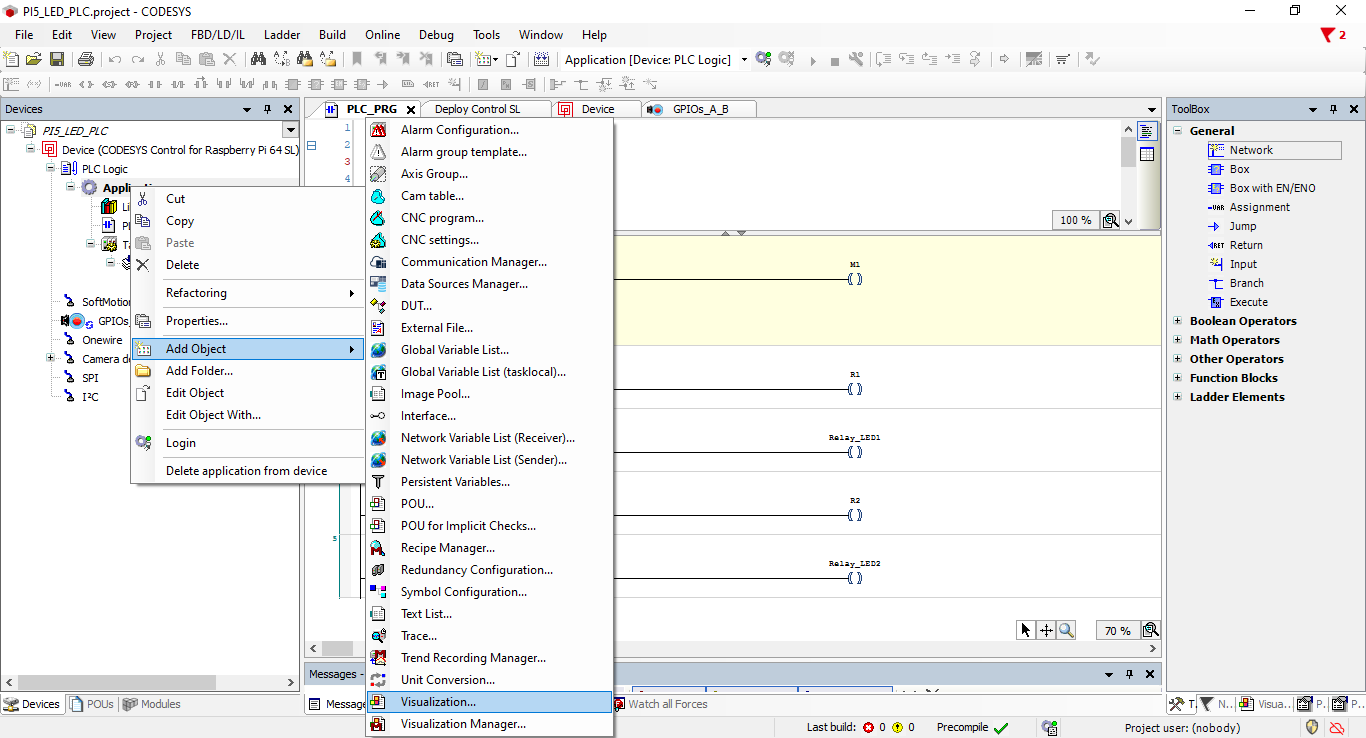 PI5_LED_PLC.project - CODESYS
File Edit View Project FBD/LD/IL Ladder Build Online Debug Tools Window Help
2
Application [Device: PLC Logic]
Devices
PI5_LED_PLC
Device (CODESYS Control for Raspberry Pi 64 SL)
PLC Logic
SoftMotion
GPIOs_
Onewire
Camera de
SPI
I²C
Cut
Copy
Paste
Delete
Refactoring
Properties...
Add Object
Add Folder...
Edit Object
Edit Object With...
Login
Delete application from device
PLC_PRG Deploy Control SL Device GPIOs_A_B
1
2
3
4
Alarm Configuration...
Alarm group template...
Axis Group...
Cam table...
CNC program...
CNC settings...
Communication Manager...
Data Sources Manager...
DUT...
External File...
Global Variable List...
Global Variable List (tasklocal)...
Image Pool...
Interface...
Network Variable List (Receiver)...
Network Variable List (Sender)...
Persistent Variables...
POU...
POU for Implicit Checks...
Recipe Manager...
Redundancy Configuration...
Symbol Configuration...
Text List...
Trace...
Trend Recording Manager...
Unit Conversion...
Visualization...
Visualization Manager...
100 %
M1
R1
Relay_LED1
R2
5
Relay_LED2
70 %
Messages -
Message
Watch all Forces
ToolBox
General
Network
Box
Box with EN/ENO
Assignment
Jump
Return
Input
Branch
Execute
Boolean Operators
Math Operators
Other Operators
Function Blocks
Ladder Elements
Devices POUs Modules
T.. N... Visua... P.. P...
Last build: 0 0 Precompile Project user: (nobody)